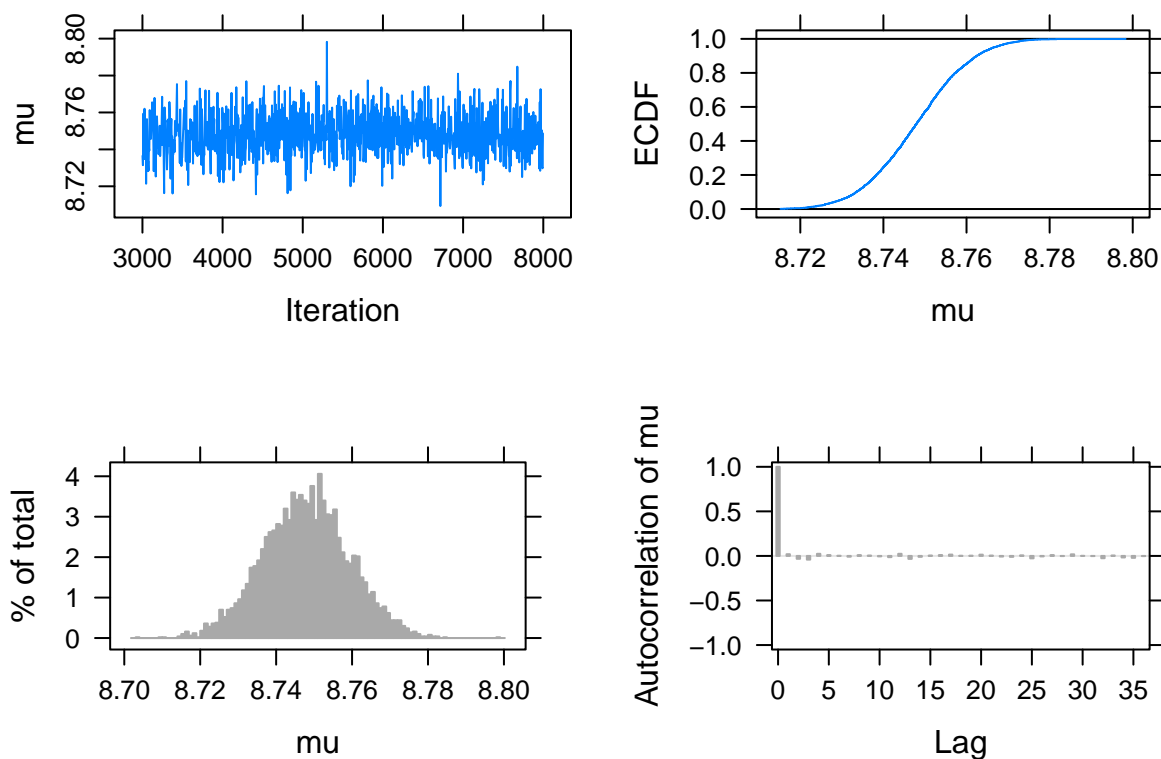 mu
8.72
8.76
8.80
3000 4000 5000 6000 7000 8000
Iteration
ECDF
1.0
0.8
0.6
0.4
0.2
0.0
8.72 8.74 8.76 8.78 8.80
mu
% of total
4
3
2
1
0
8.70 8.72 8.74 8.76 8.78 8.80
mu
Autocorrelation of mu
1.0
0.5
0.0
−0.5
−1.0
0 5 10 15 20 25 30 35
Lag